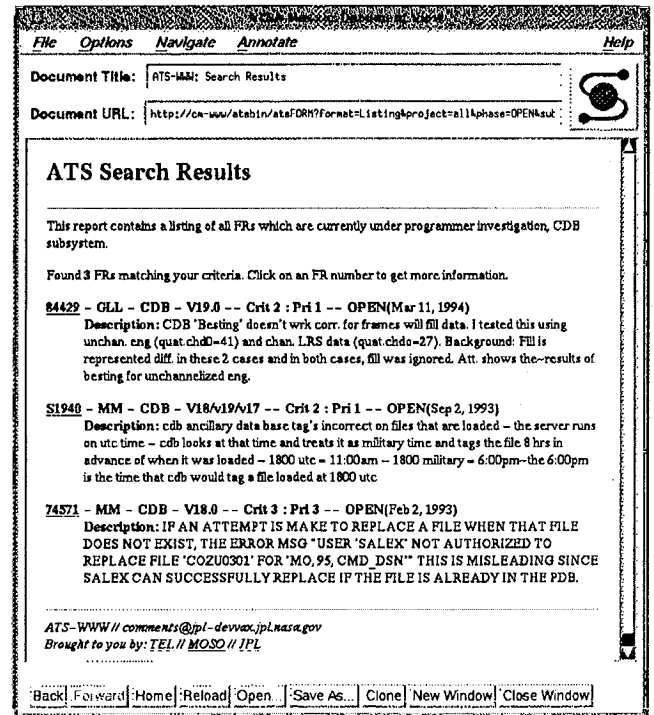 File Options Navigate Annotate Help
Document Title: ATS-WWW: Search Results
Document URL: http://cm-www/atsbin/atsFORM?format=Listing&project=all&phase=OPEN&sub
ATS Search Results
This report contains a listing of all FRs which are currently under programmer investigation, CDB
subsystem.
Found 3 FRs matching your criteria. Click on an FR number to get more information.
84429 - GLL - CDB - V19.0 -- Crit 2 : Pri 1 -- OPEN(Mar 11, 1994)
Description: CDB 'Besting' doesn't wrk corr. for frames will fill data. I tested this using
unchan. eng (quat.chdO=41) and chan. LRS data (quat.chdo=27). Background: Fill is
represented diff. in these 2 cases and in both cases, fill was ignored. Att. shows the~results of
besting for unchannelized eng.
S1940 - MM - CDB - V18/v19/v17 -- Crit 2 : Pri 1 -- OPEN(Sep 2, 1993)
Description: cdb ancillary data base tag's incorrect on files that are loaded – the server runs
on utc time – cdb looks at that time and treats it as military time and tags the file 8 hrs in
advance of when it was loaded – 1800 utc = 11:00am – 1800 military = 6:00pm–the 6:00pm
is the time that cdb would tag a file loaded at 1800 utc
74571 - MM - CDB - V18.0 -- Crit 3 : Pri 3 -- OPEN(Feb 2, 1993)
Description: IF AN ATTEMPT IS MAKE TO REPLACE A FILE WHEN THAT FILE
DOES NOT EXIST, THE ERROR MSG "USER 'SALEX' NOT AUTHORIZED TO
REPLACE FILE 'COZU0301' FOR 'MO, 95, CMD_DSN'" THIS IS MISLEADING SINCE
SALEX CAN SUCCESSFULLY REPLACE IF THE FILE IS ALREADY IN THE PDB.
ATS-WWW // comments@jpl-devvax.jpl.nasa.gov
Brought to you by: TEL // MOSO // JPL
Back Forward Home Reload Open... Save As... Clone New Window Close Window